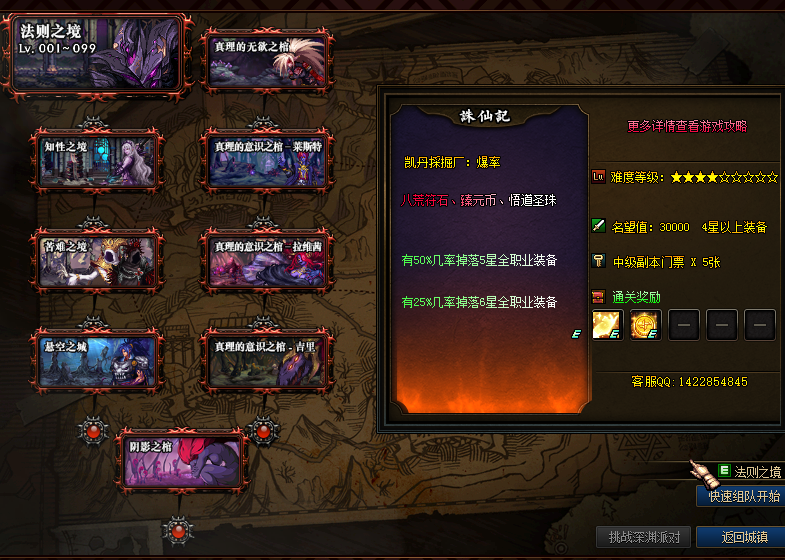 法则之境
Lv. 001~099
真理的无欲之棺
知性之境
真理的意识之棺 - 莱斯特
苦难之境
真理的意识之棺 - 拉维茜
悬空之城
真理的意识之棺 - 吉里
阴影之棺
誅仙記
凯丹探掘厂：爆率
八荒符石、臻元币、悟道圣珠
有50%几率掉落5星全职业装备
有25%几率掉落6星全职业装备
E
更多详情查看游戏攻略
Lv 难度等级：★★★★☆☆☆☆☆
名望值：30000 4星以上装备
中级副本门票 X 5张
通关奖励
E E
客服QQ:1422854845
E 法则之境
快速组队开始
挑战深渊派对
返回城镇